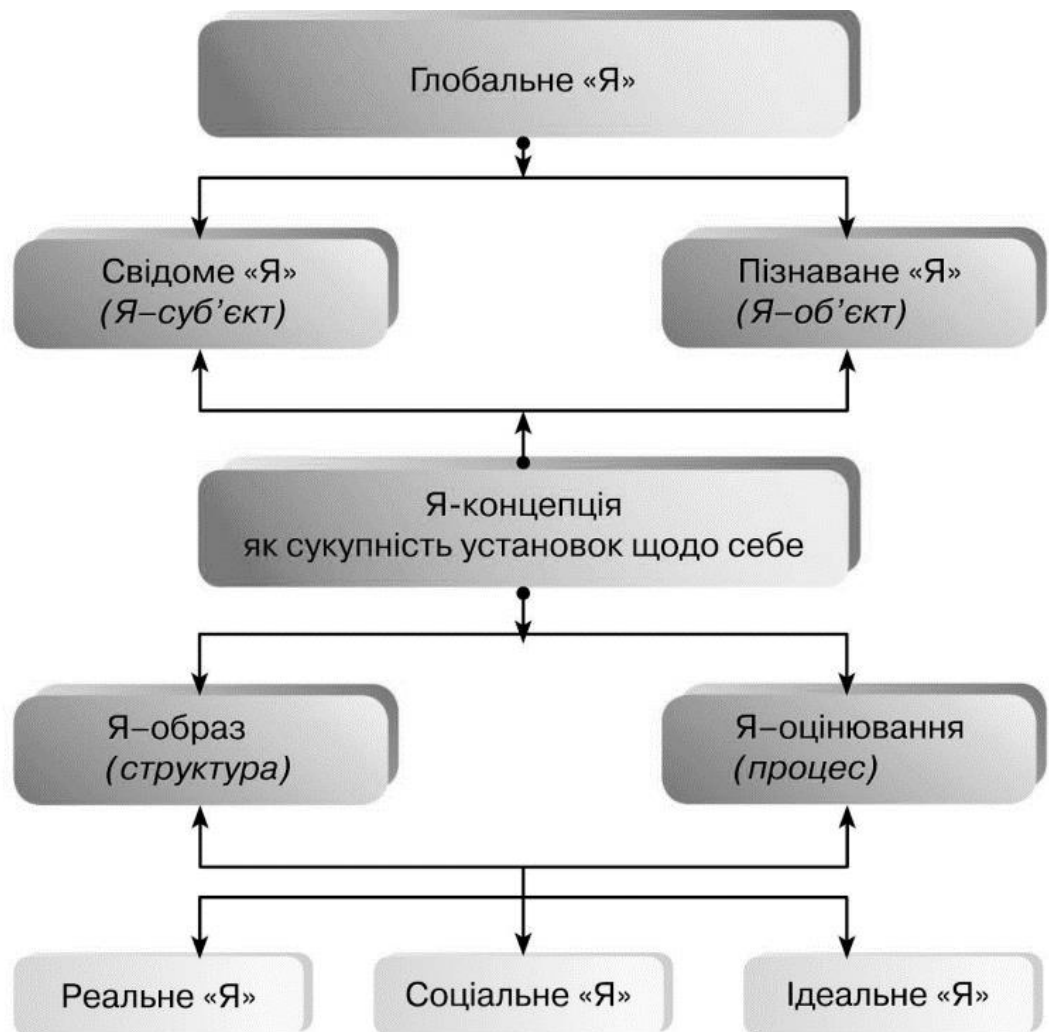 Глобальне «Я»
Свідоме «Я»
(Я–суб’єкт)
Пізнаване «Я»
(Я–об’єкт)
Я-концепція
як сукупність установок щодо себе
Я–образ
(структура)
Я–оцінювання
(процес)
Реальне «Я»
Соціальне «Я»
Ідеальне «Я»